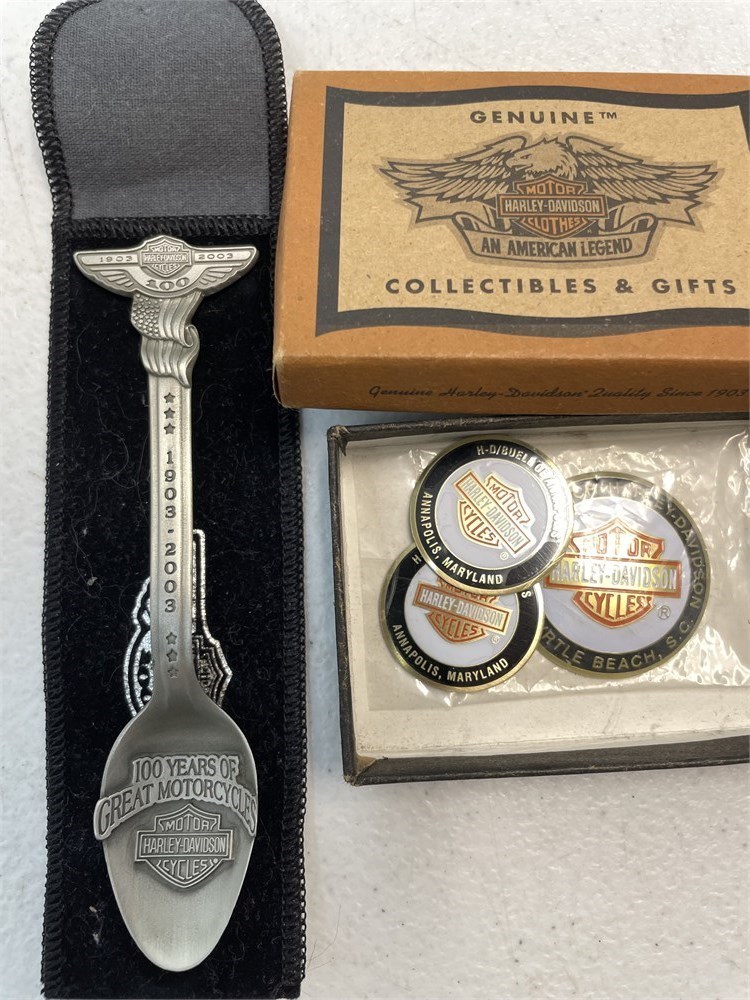 1903 2003
MOTOR
HARLEY-DAVIDSON
CYCLES
100
1903 - 2003
100 YEARS OF
GREAT MOTORCYCLES
MOTOR
HARLEY-DAVIDSON
CYCLES
GENUINE™
MOTOR
HARLEY-DAVIDSON
CLOTHES
AN AMERICAN LEGEND
COLLECTIBLES & GIFTS
Genuine Harley-Davidson® Quality Since 1903
H-D/BUELL OF ANNAPOLIS
MOTOR
HARLEY-DAVIDSON
CYCLES
®
ANNAPOLIS, MARYLAND
MOTOR
HARLEY-DAVIDSON
CYCLES
®
ANNAPOLIS, MARYLAND
MOTOR
HARLEY-DAVIDSON
CYCLES
®
RTLE BEACH, S.C.